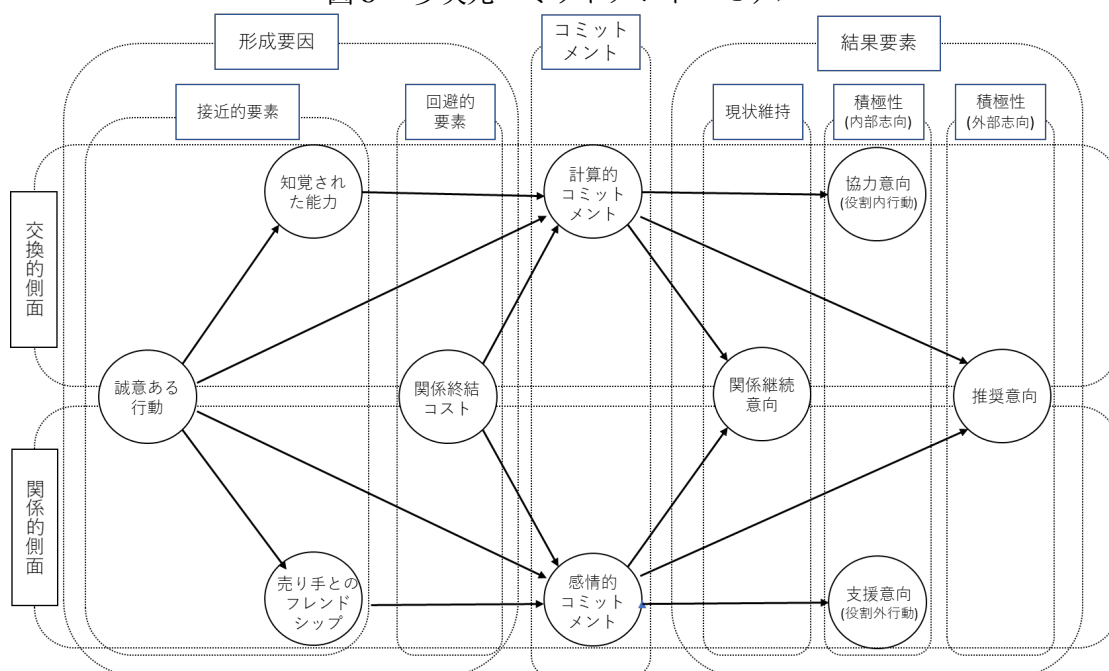 形成要因
コミット
メント
結果要素
接近的要素
回避的
要素
現状維持
積極性
(内部志向)
積極性
(外部志向)
交換的側面
知覚され
た能力
計算的
コミット
メント
協力意向
(役割内行動)
誠意ある
行動
関係終結
コスト
関係継続
意向
推奨意向
関係的側面
売り手との
フレンド
シップ
感情的
コミット
メント
支援意向
(役割外行動)